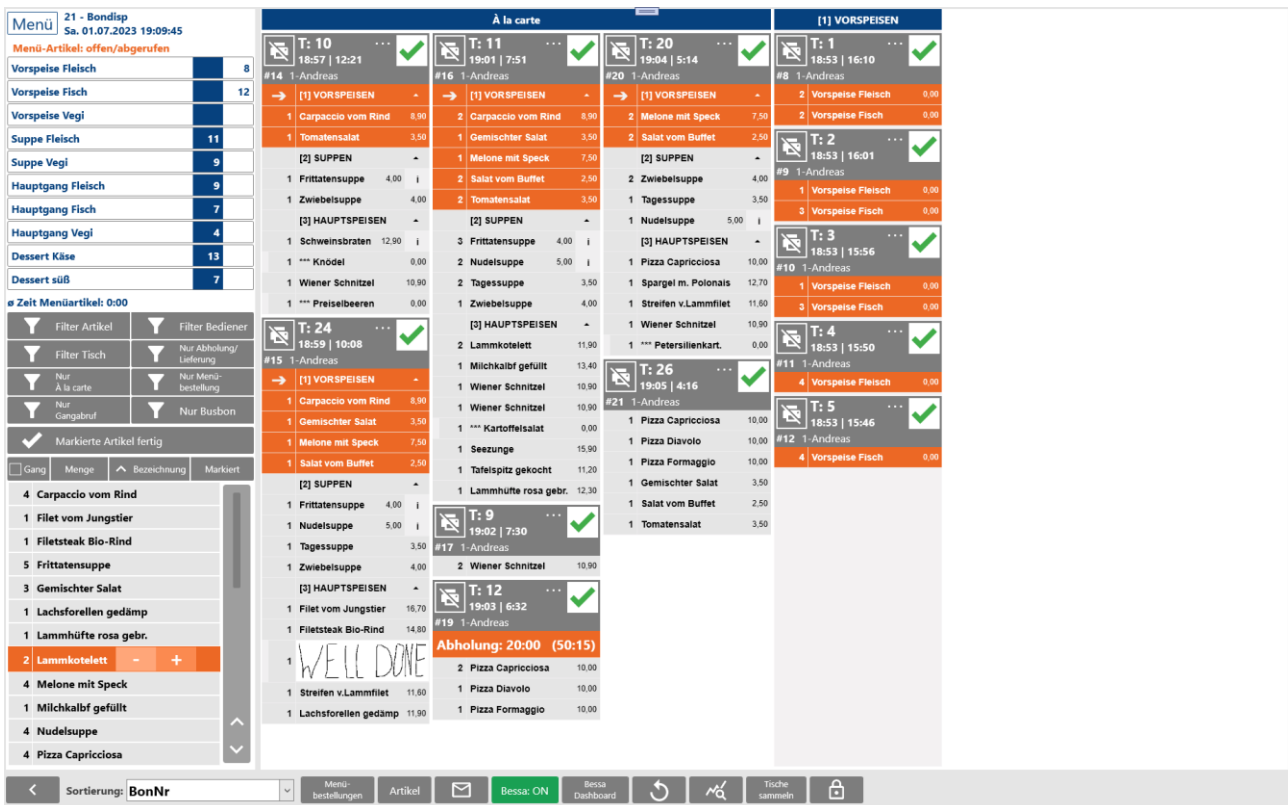 Menü
21 - Bondisp
Sa. 01.07.2023 19:09:45
Menü-Artikel: offen/abgerufen
Vorspeise Fleisch 8
Vorspeise Fisch 12
Vorspeise Vegi
Suppe Fleisch 11
Suppe Vegi 9
Hauptgang Fleisch 9
Hauptgang Fisch 7
Hauptgang Vegi 4
Dessert Käse 13
Dessert süß 7
ø Zeit Menüartikel: 0:00
Filter Artikel
Filter Bediener
Filter Tisch
Nur Abholung/
Lieferung
Nur
À la carte
Nur Menü-
bestellung
Nur
Gangabruf
Nur Busbon
Markierte Artikel fertig
Gang Menge Bezeichnung Markiert
4 Carpaccio vom Rind
1 Filet vom Jungstier
1 Filetsteak Bio-Rind
5 Frittatensuppe
3 Gemischter Salat
1 Lachsforellen gedämp
1 Lammhüfte rosa gebr.
2 Lammkotelett - +
4 Melone mit Speck
1 Milchkalbf gefüllt
4 Nudelsuppe
4 Pizza Capricciosa
À la carte
T: 10 ...
18:57 | 12:21
#14 1-Andreas
[1] VORSPEISEN
1 Carpaccio vom Rind 8,90
1 Tomatensalat 3,50
[2] SUPPEN
1 Frittatensuppe 4,00 i
1 Zwiebelsuppe 4,00
[3] HAUPTSPEISEN
1 Schweinsbraten 12,90 i
1 *** Knödel 0,00
1 Wiener Schnitzel 10,90
1 *** Preiselbeeren 0,00
T: 24 ...
18:59 | 10:08
#15 1-Andreas
[1] VORSPEISEN
1 Carpaccio vom Rind 8,90
1 Gemischter Salat 3,50
1 Melone mit Speck 7,50
1 Salat vom Buffet 2,50
[2] SUPPEN
1 Frittatensuppe 4,00 i
1 Nudelsuppe 5,00 i
1 Tagessuppe 3,50
1 Zwiebelsuppe 4,00
[3] HAUPTSPEISEN
1 Filet vom Jungstier 16,70
1 Filetsteak Bio-Rind 14,80
1 WELL DONE
1 Streifen v.Lammfilet 11,60
1 Lachsforellen gedämp 11,90
T: 11 ...
19:01 | 7:51
#16 1-Andreas
[1] VORSPEISEN
2 Carpaccio vom Rind 8,90
1 Gemischter Salat 3,50
1 Melone mit Speck 7,50
2 Salat vom Buffet 2,50
2 Tomatensalat 3,50
[2] SUPPEN
3 Frittatensuppe 4,00 i
2 Nudelsuppe 5,00 i
2 Tagessuppe 3,50
1 Zwiebelsuppe 4,00
[3] HAUPTSPEISEN
2 Lammkotelett 11,90
1 Milchkalbf gefüllt 13,40
1 Wiener Schnitzel 10,90
1 Wiener Schnitzel 10,90
1 *** Kartoffelsalat 0,00
1 Seezunge 15,90
1 Tafelspitz gekocht 11,20
1 Lammhüfte rosa gebr. 12,30
T: 9 ...
19:02 | 7:30
#17 1-Andreas
2 Wiener Schnitzel 10,90
T: 12 ...
19:03 | 6:32
#19 1-Andreas
Abholung: 20:00 (50:15)
2 Pizza Capricciosa 10,00
1 Pizza Diavolo 10,00
1 Pizza Formaggio 10,00
T: 20 ...
19:04 | 5:14
#20 1-Andreas
[1] VORSPEISEN
2 Melone mit Speck 7,50
2 Salat vom Buffet 2,50
[2] SUPPEN
2 Zwiebelsuppe 4,00
1 Tagessuppe 3,50
1 Nudelsuppe 5,00 i
[3] HAUPTSPEISEN
1 Pizza Capricciosa 10,00
1 Spargel m. Polonais 12,70
1 Streifen v.Lammfilet 11,60
1 Wiener Schnitzel 10,90
1 *** Petersilienkart. 0,00
T: 26 ...
19:05 | 4:16
#21 1-Andreas
1 Pizza Capricciosa 10,00
1 Pizza Diavolo 10,00
1 Pizza Formaggio 10,00
1 Gemischter Salat 3,50
1 Salat vom Buffet 2,50
1 Tomatensalat 3,50
[1] VORSPEISEN
T: 1 ...
18:53 | 16:10
#8 1-Andreas
2 Vorspeise Fleisch 0,00
2 Vorspeise Fisch 0,00
T: 2 ...
18:53 | 16:01
#9 1-Andreas
1 Vorspeise Fleisch 0,00
3 Vorspeise Fisch 0,00
T: 3 ...
18:53 | 15:56
#10 1-Andreas
1 Vorspeise Fleisch 0,00
3 Vorspeise Fisch 0,00
T: 4 ...
18:53 | 15:50
#11 1-Andreas
4 Vorspeise Fleisch 0,00
T: 5 ...
18:53 | 15:46
#12 1-Andreas
4 Vorspeise Fisch 0,00
Sortierung: BonNr
Menü-
bestellungen
Artikel
Bessa: ON
Bessa
Dashboard
Tische
sammeln